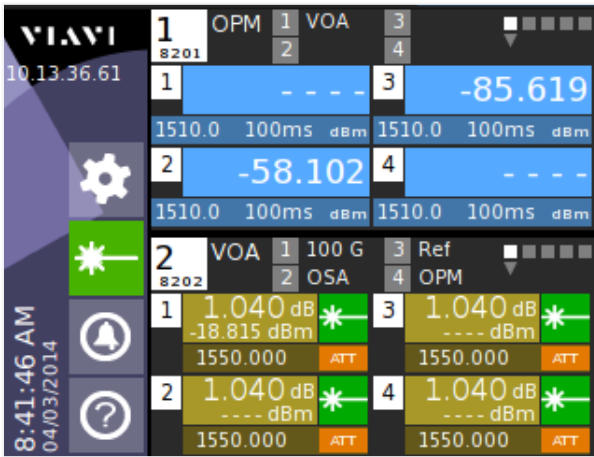 VIAVI
10.13.36.61
8:41:46 AM
04/03/2014
1 OPM 1 VOA 3
8201 2 4
1 - - - - 3 -85.619
1510.0 100ms dBm 1510.0 100ms dBm
2 -58.102 4 - - - -
1510.0 100ms dBm 1510.0 100ms dBm
2 VOA 1 100 G 3 Ref
8202 2 OSA 4 OPM
1 1.040 dB 3 1.040 dB
-18.815 dBm - - - - dBm
1550.000 ATT 1550.000 ATT
2 1.040 dB 4 1.040 dB
- - - - dBm - - - - dBm
1550.000 ATT 1550.000 ATT
?